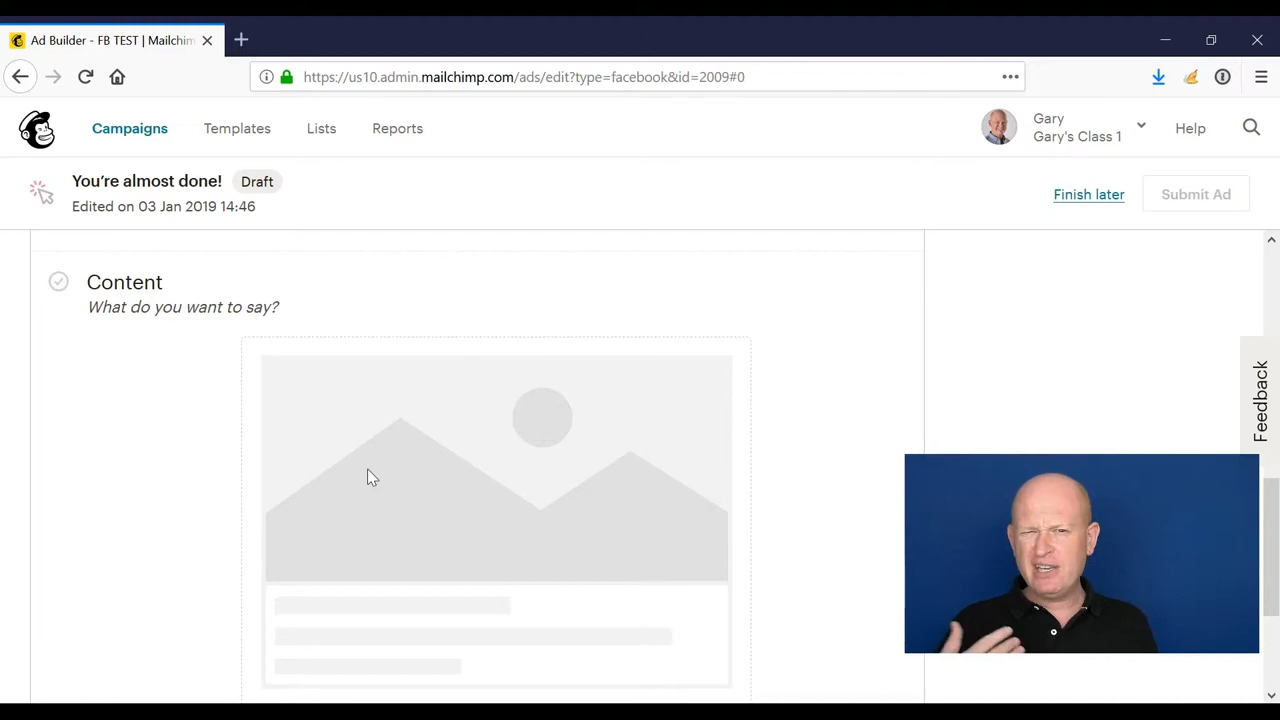 Ad Builder - FB TEST | Mailchim
https://us10.admin.mailchimp.com/ads/edit?type=facebook&id=2009#0
Campaigns Templates Lists Reports
Gary
Gary's Class 1
Help
You're almost done! Draft
Edited on 03 Jan 2019 14:46
Finish later
Submit Ad
Content
What do you want to say?
Feedback